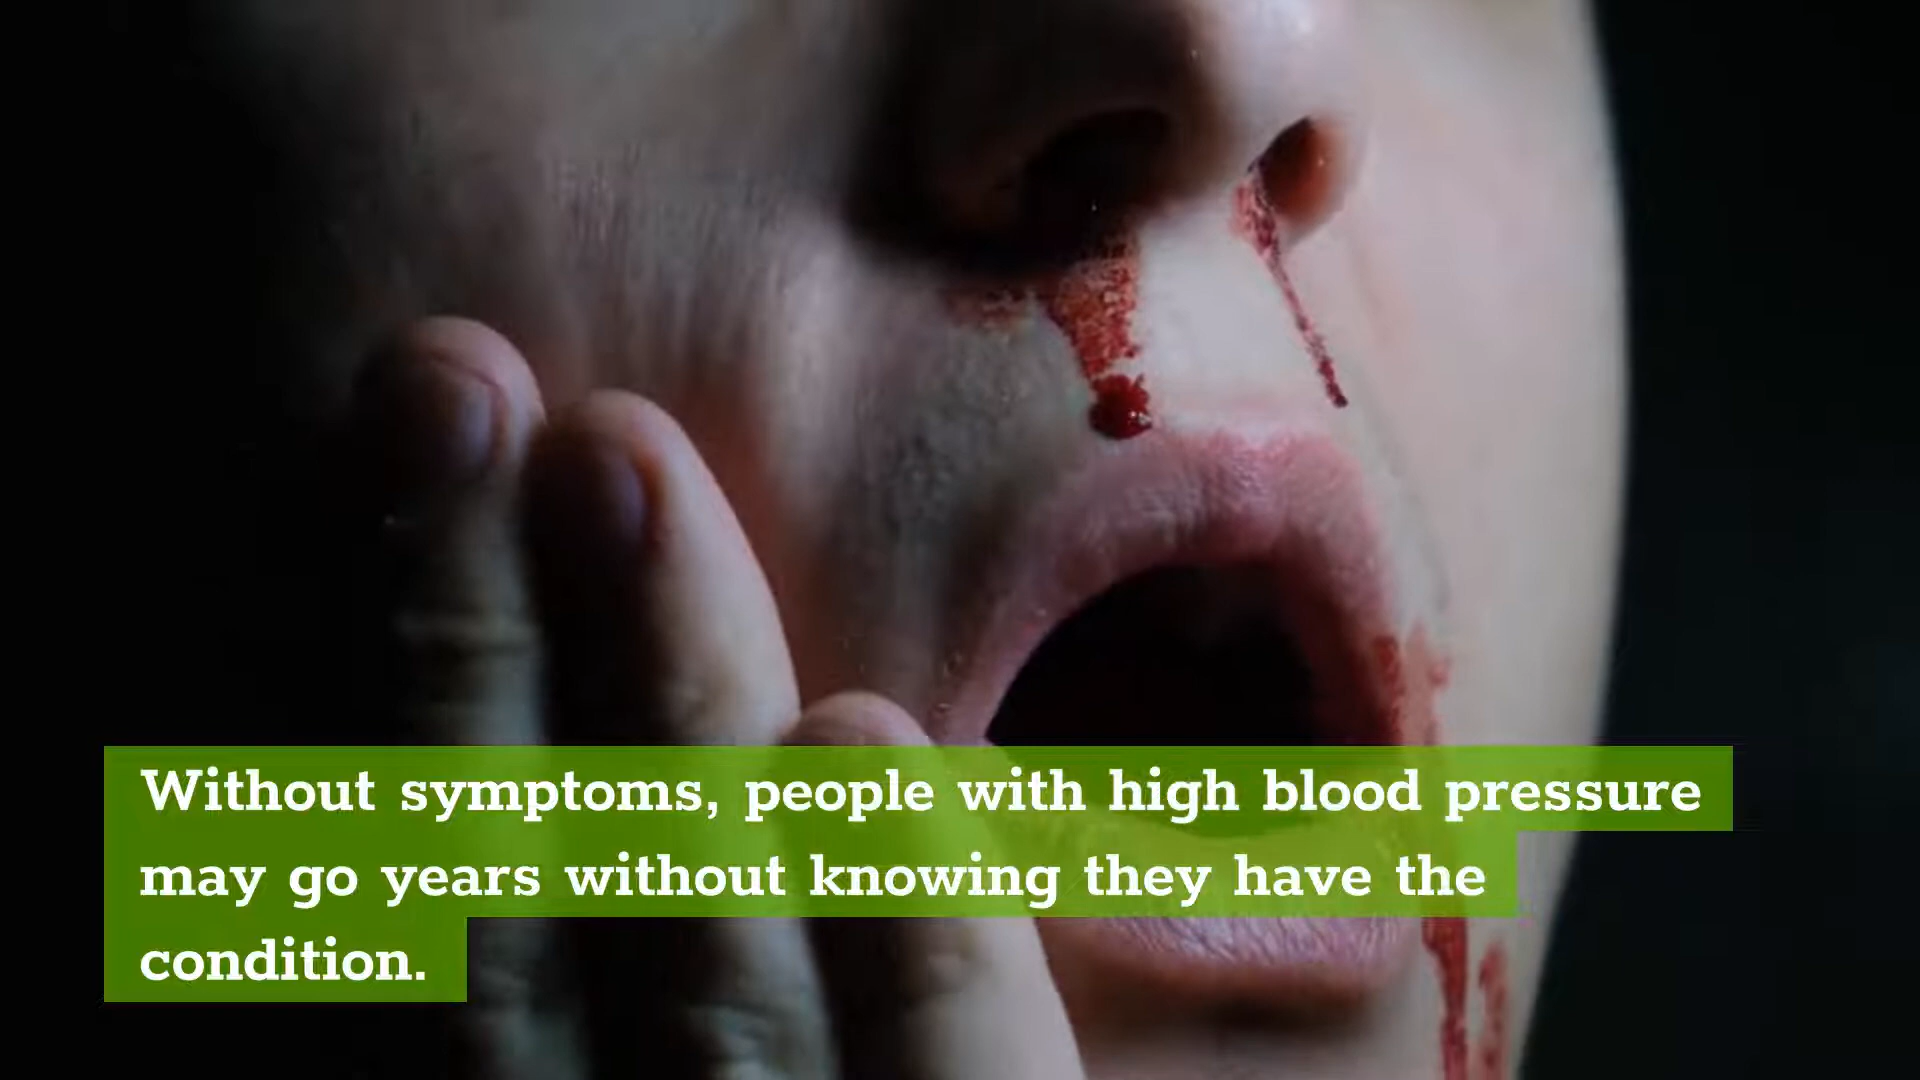 Without symptoms, people with high blood pressure
may go years without knowing they have the
condition.